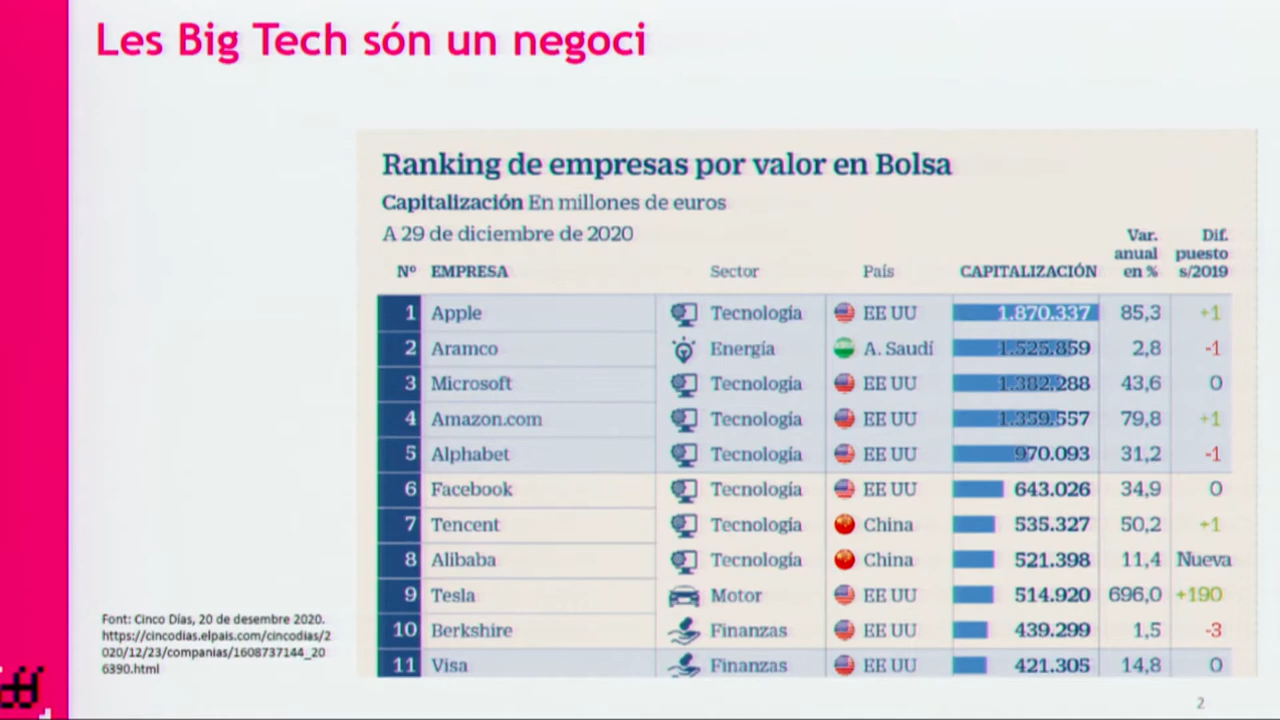 Les Big Tech són un negoci
Ranking de empresas por valor en Bolsa
Capitalización En millones de euros
A 29 de diciembre de 2020
Nº EMPRESA Sector País CAPITALIZACIÓN Var. anual en % Dif. puesto s/2019
1 Apple Tecnología EE UU 1.870.337 85,3 +1
2 Aramco Energía A. Saudí 1.525.859 2,8 -1
3 Microsoft Tecnología EE UU 1.382.288 43,6 0
4 Amazon.com Tecnología EE UU 1.359.557 79,8 +1
5 Alphabet Tecnología EE UU 970.093 31,2 -1
6 Facebook Tecnología EE UU 643.026 34,9 0
7 Tencent Tecnología China 535.327 50,2 +1
8 Alibaba Tecnología China 521.398 11,4 Nueva
9 Tesla Motor EE UU 514.920 696,0 +190
10 Berkshire Finanzas EE UU 439.299 1,5 -3
11 Visa Finanzas EE UU 421.305 14,8 0
Font: Cinco Días, 20 de desembre 2020.
https://cincodias.elpais.com/cincodias/2
020/12/23/companias/1608737144_20
6390.html
2